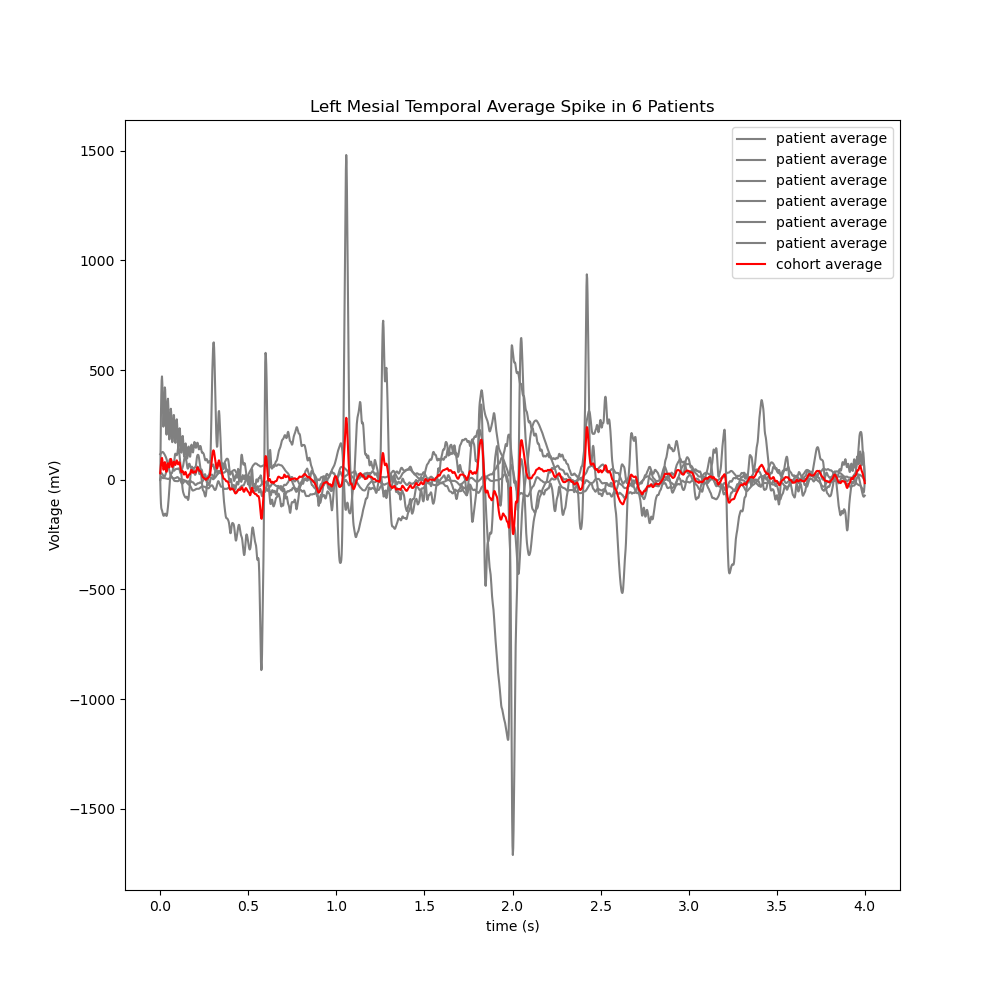 Left Mesial Temporal Average Spike in 6 Patients
patient average
patient average
patient average
patient average
patient average
patient average
cohort average
1500
1000
500
0
−500
−1000
−1500
Voltage (mV)
0.0 0.5 1.0 1.5 2.0 2.5 3.0 3.5 4.0
time (s)